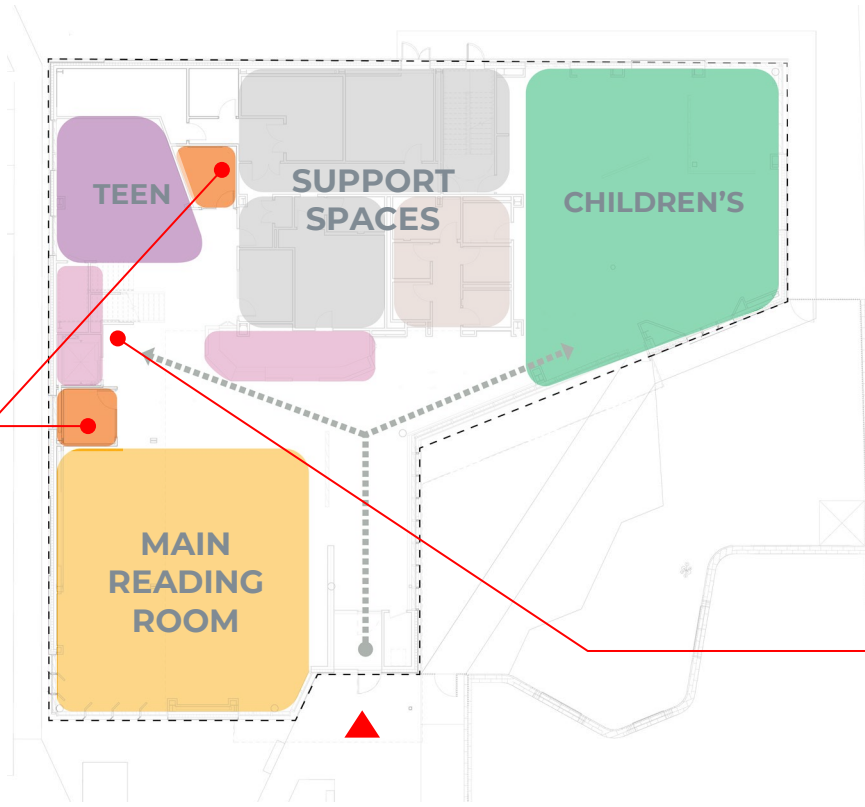 TEEN
SUPPORT
SPACES
CHILDREN’S
MAIN
READING
ROOM